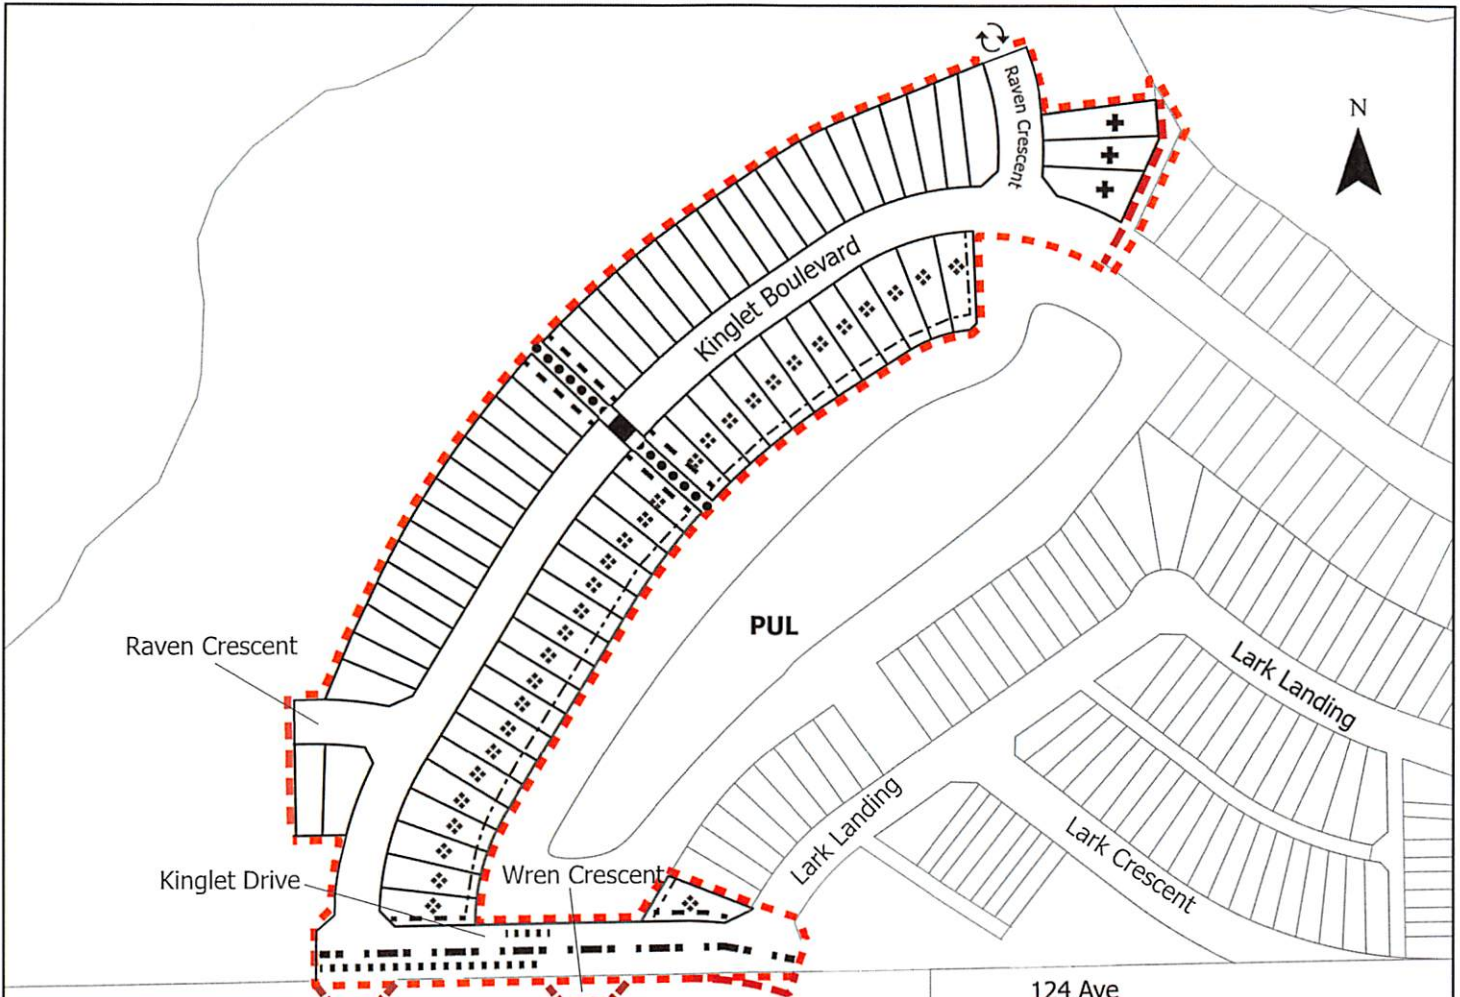 Raven Crescent
N
Kinglet Boulevard
PUL
Raven Crescent
Lark Landing
Lark Landing
Lark Crescent
Kinglet Drive
Wren Crescent
124 Ave